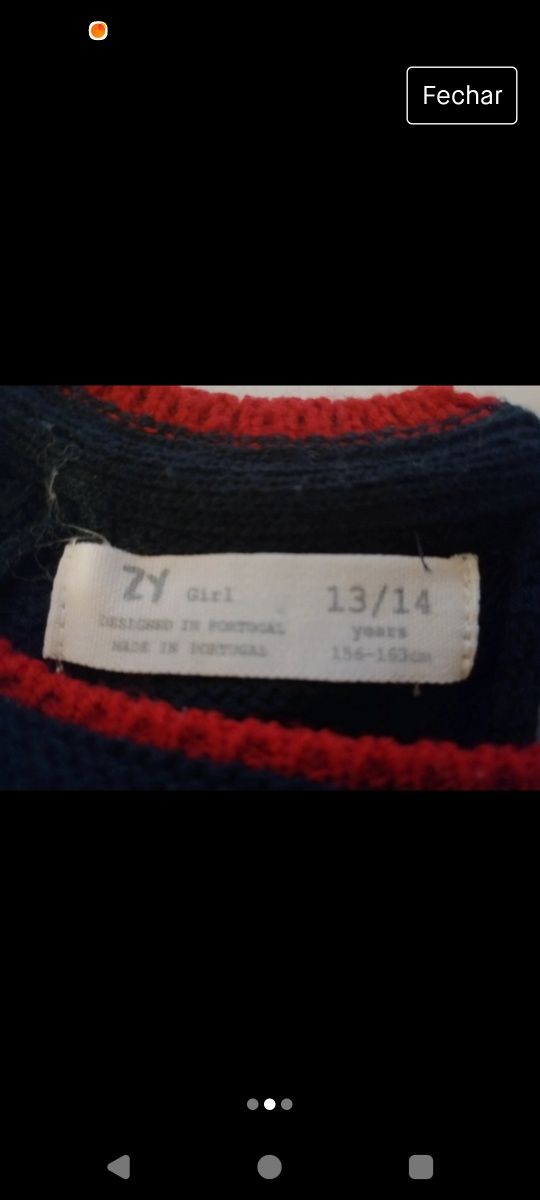 Fechar
ZY Girl
DESIGNED IN PORTUGAL
MADE IN PORTUGAL
13/14
years
156-163cm